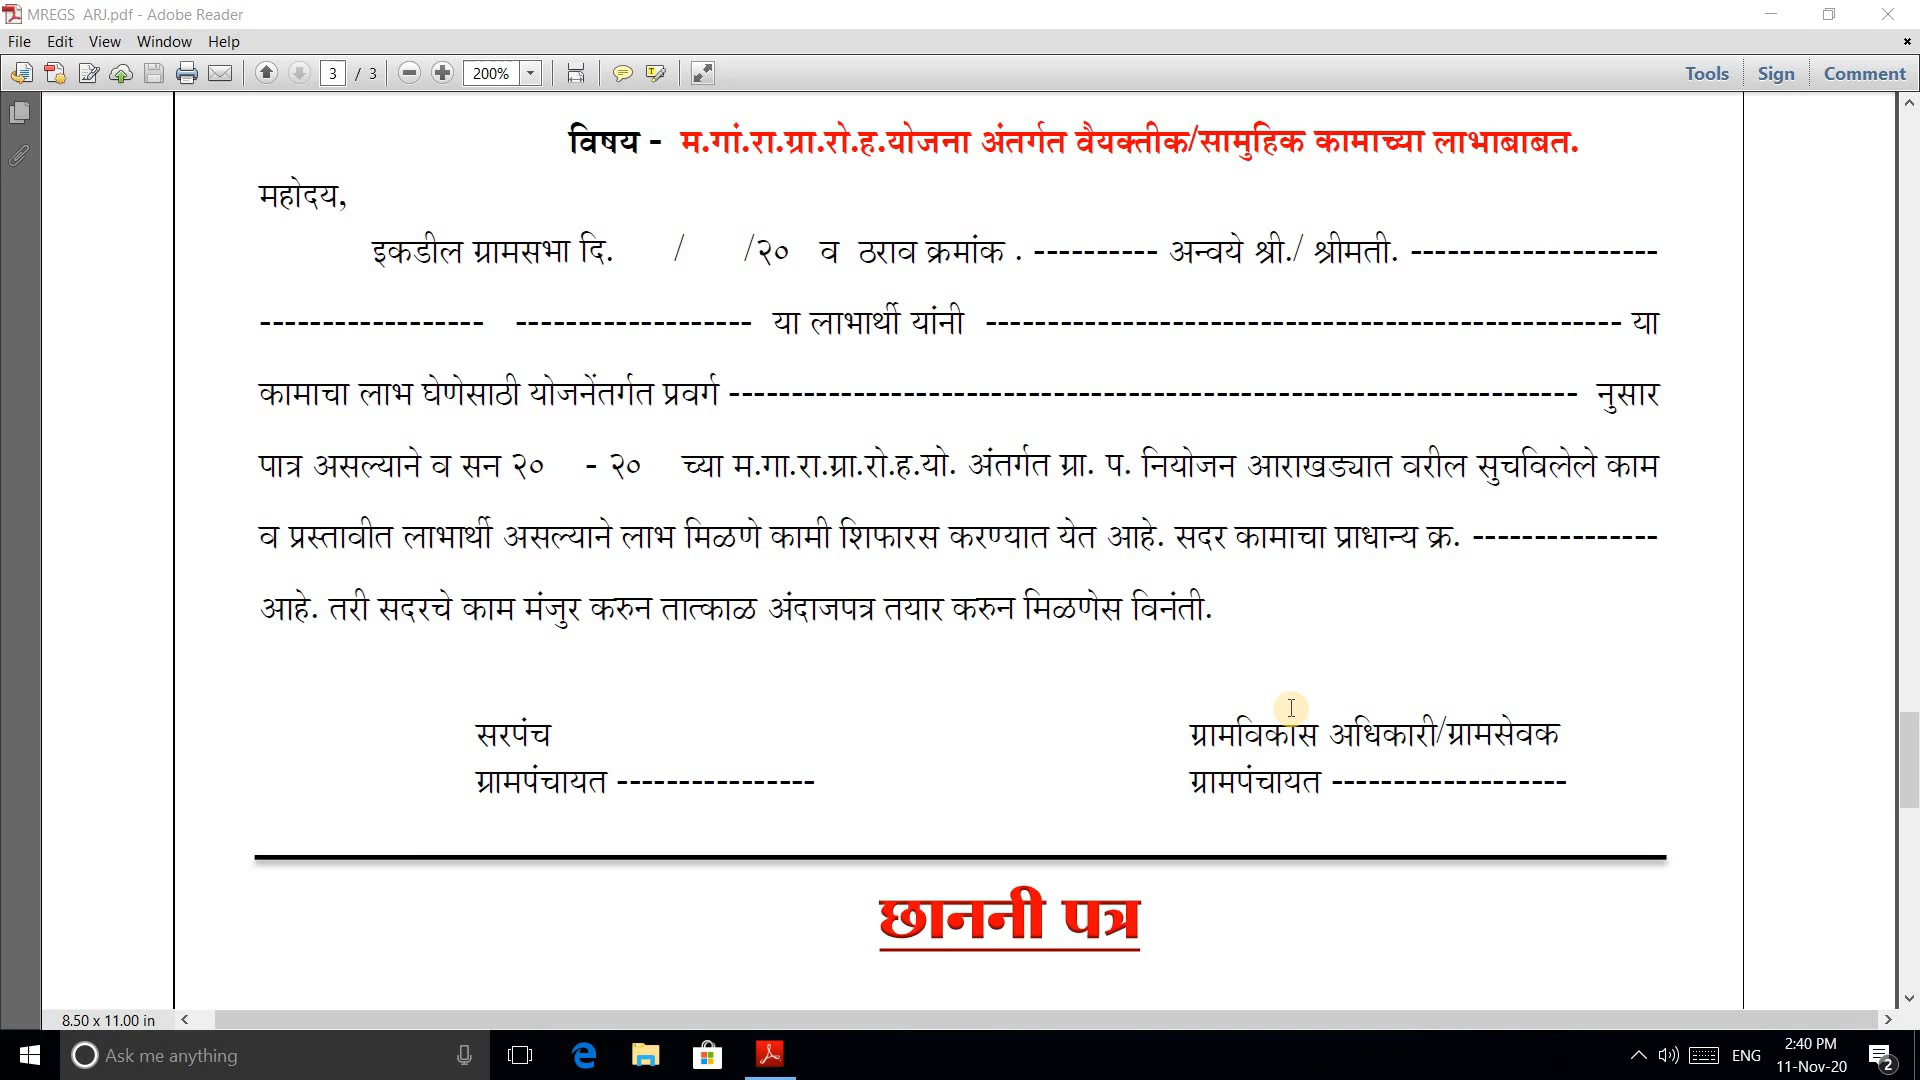 MREGS ARJ.pdf - Adobe Reader
File Edit View Window Help
3 / 3 200% Tools Sign Comment
विषय - म.गां.रा.ग्रा.रो.ह.योजना अंतर्गत वैयक्तीक/सामुहिक कामाच्या लाभाबाबत.
महोदय,
इकडील ग्रामसभा दि. / /२० व ठराव क्रमांक . ---------- अन्वये श्री./ श्रीमती. --------------------
------------------ ------------------- या लाभार्थी यांनी --------------------------------------------------- या
कामाचा लाभ घेणेसाठी योजनेंतर्गत प्रवर्ग -------------------------------------------------------------------- नुसार
पात्र असल्याने व सन २० - २० च्या म.गा.रा.ग्रा.रो.ह.यो. अंतर्गत ग्रा. प. नियोजन आराखड्यात वरील सुचविलेले काम
व प्रस्तावीत लाभार्थी असल्याने लाभ मिळणे कामी शिफारस करण्यात येत आहे. सदर कामाचा प्राधान्य क्र. ---------------
आहे. तरी सदरचे काम मंजुर करुन तात्काळ अंदाजपत्र तयार करुन मिळणेस विनंती.
सरपंच ग्रामविकास अधिकारी/ग्रामसेवक
ग्रामपंचायत ---------------- ग्रामपंचायत -------------------
छाननी पत्र
8.50 x 11.00 in
Ask me anything ENG 2:40 PM
11-Nov-20 2